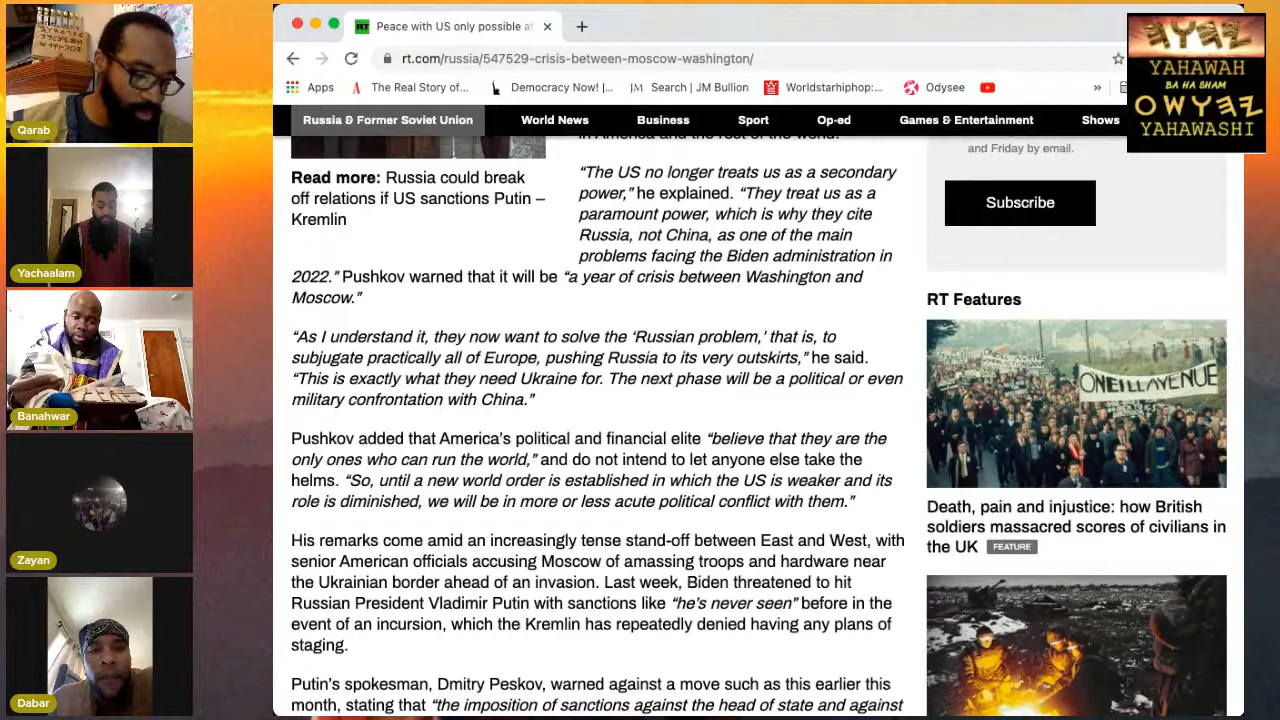 Peace with US only possible af
rt.com/russia/547529-crisis-between-moscow-washington/
Apps
The Real Story of...
Democracy Now! |...
JM Search | JM Bullion
Worldstarhiphop:...
Odysee
»
Russia & Former Soviet Union
World News
Business
Sport
Op-ed
Games & Entertainment
Shows
YAHAWAH
BA HA SHAM
YAHAWASHI
Qarab
Yachaalam
Banahwar
Zayan
Dabar
Read more: Russia could break
off relations if US sanctions Putin –
Kremlin
in America and the rest of the world.
“The US no longer treats us as a secondary
power,” he explained. “They treat us as a
paramount power, which is why they cite
Russia, not China, as one of the main
problems facing the Biden administration in
2022.” Pushkov warned that it will be “a year of crisis between Washington and
Moscow.”
“As I understand it, they now want to solve the ‘Russian problem,’ that is, to
subjugate practically all of Europe, pushing Russia to its very outskirts,” he said.
“This is exactly what they need Ukraine for. The next phase will be a political or even
military confrontation with China.”
Pushkov added that America’s political and financial elite “believe that they are the
only ones who can run the world,” and do not intend to let anyone else take the
helms. “So, until a new world order is established in which the US is weaker and its
role is diminished, we will be in more or less acute political conflict with them.”
His remarks come amid an increasingly tense stand-off between East and West, with
senior American officials accusing Moscow of amassing troops and hardware near
the Ukrainian border ahead of an invasion. Last week, Biden threatened to hit
Russian President Vladimir Putin with sanctions like “he’s never seen” before in the
event of an incursion, which the Kremlin has repeatedly denied having any plans of
staging.
Putin’s spokesman, Dmitry Peskov, warned against a move such as this earlier this
month, stating that “the imposition of sanctions against the head of state and against
and Friday by email.
Subscribe
RT Features
ONEILL AVENUE
Death, pain and injustice: how British
soldiers massacred scores of civilians in
the UK FEATURE